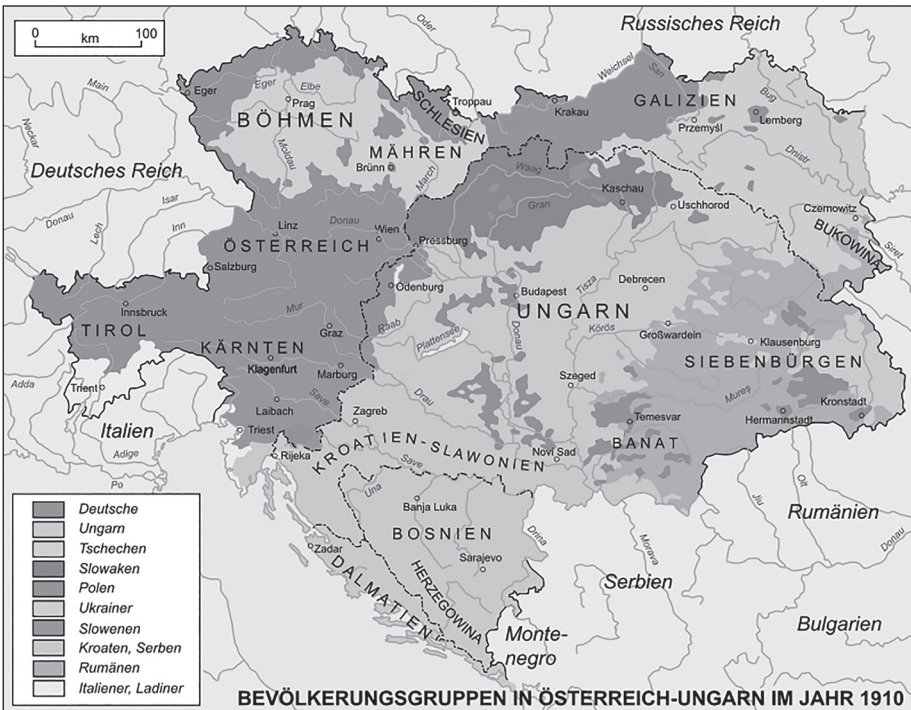 0 km 100
Russisches Reich
Oder
Weichsel
San
Main
Eger
Eger
Elbe
Prag
BÖHMEN
Moldau
SCHLESIEN
Troppau
Krakau
GALIZIEN
Przemyśl
Bug
Lemberg
Dnistr
Neckar
Deutsches Reich
MÄHREN
Brünn
March
Waag
Gran
Kaschau
Uschhorod
Czernowitz
BUKOWINA
Siret
Donau
Lech
Isar
Inn
Linz
Donau
Wien
ÖSTERREICH
Salzburg
Pressburg
Ödenburg
Budapest
Tisza
Debrecen
UNGARN
Körös
Großwardein
Klausenburg
SIEBENBÜRGEN
Innsbruck
TIROL
Mur
Graz
KÄRNTEN
Klagenfurt
Marburg
Raab
Plattensee
Donau
Szeged
Mureș
Kronstadt
Hermannstadt
Adda
Trient
Laibach
Save
Drau
Zagreb
Temesvar
BANAT
Italien
Adige
Po
Triest
Rijeka
KROATIEN-SLAWONIEN
Save
Novi Sad
Una
Banja Luka
BOSNIEN
Drina
Sarajevo
Zadar
DALMATIEN
HERZEGOWINA
Morava
Serbien
Jiu
Olt
Rumänien
Donau
Monte-
negro
Bulgarien
Deutsche
Ungarn
Tschechen
Slowaken
Polen
Ukrainer
Slowenen
Kroaten, Serben
Rumänen
Italiener, Ladiner
BEVÖLKERUNGSGRUPPEN IN ÖSTERREICH-UNGARN IM JAHR 1910